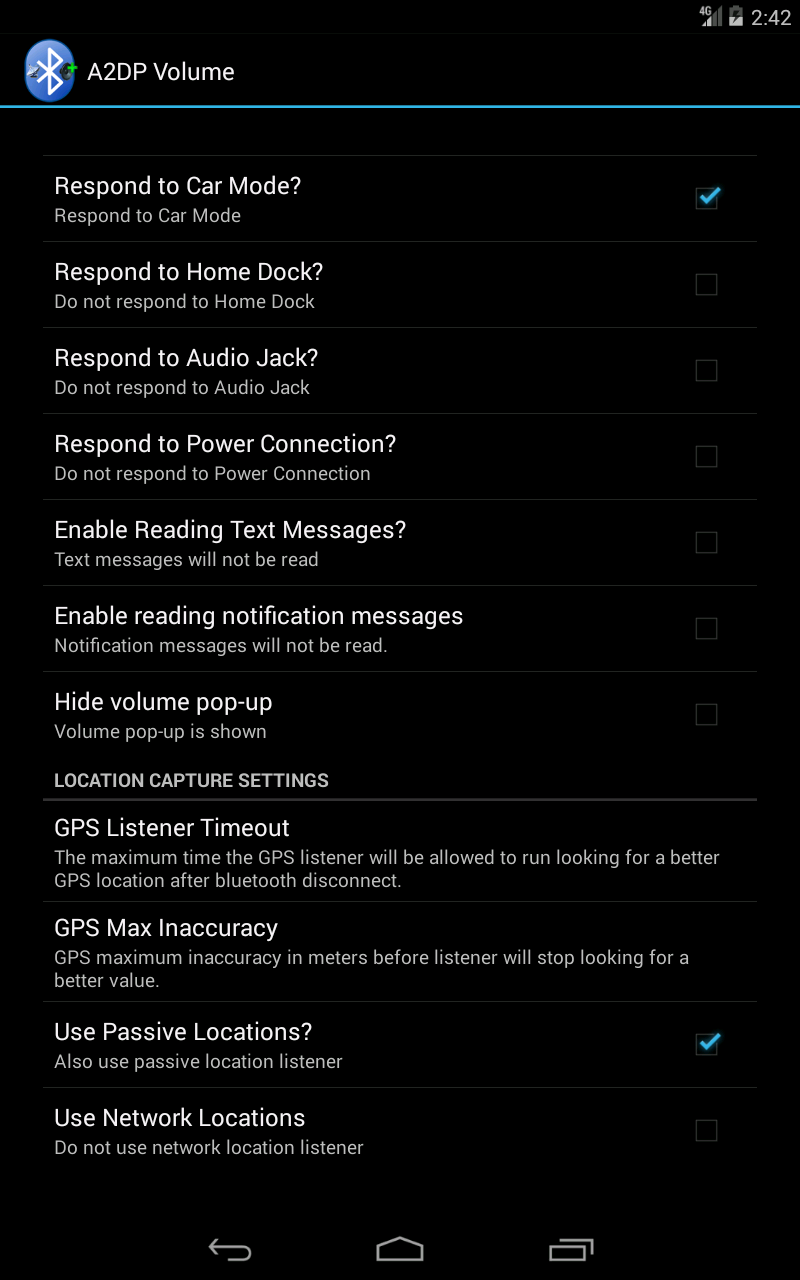 4G 2:42
A2DP Volume
Respond to Car Mode?
Respond to Car Mode
Respond to Home Dock?
Do not respond to Home Dock
Respond to Audio Jack?
Do not respond to Audio Jack
Respond to Power Connection?
Do not respond to Power Connection
Enable Reading Text Messages?
Text messages will not be read
Enable reading notification messages
Notification messages will not be read.
Hide volume pop-up
Volume pop-up is shown
LOCATION CAPTURE SETTINGS
GPS Listener Timeout
The maximum time the GPS listener will be allowed to run looking for a better
GPS location after bluetooth disconnect.
GPS Max Inaccuracy
GPS maximum inaccuracy in meters before listener will stop looking for a
better value.
Use Passive Locations?
Also use passive location listener
Use Network Locations
Do not use network location listener